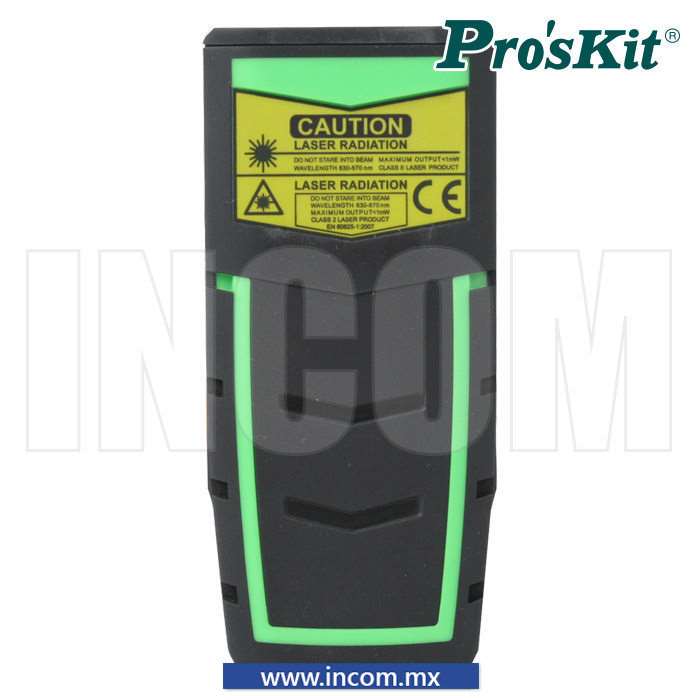 Pro'sKit®
CAUTION
LASER RADIATION
DO NOT STARE INTO BEAM MAXIMUM OUTPUT<1mW
WAVELENGTH 630-670nm CLASS II LASER PRODUCT
LASER RADIATION
DO NOT STARE INTO BEAM
WAVELENGTH 630-670nm
MAXIMUM OUTPUT<1mW
CLASS 2 LASER PRODUCT
EN 60825-1:2007
CE
INCOM
www.incom.mx